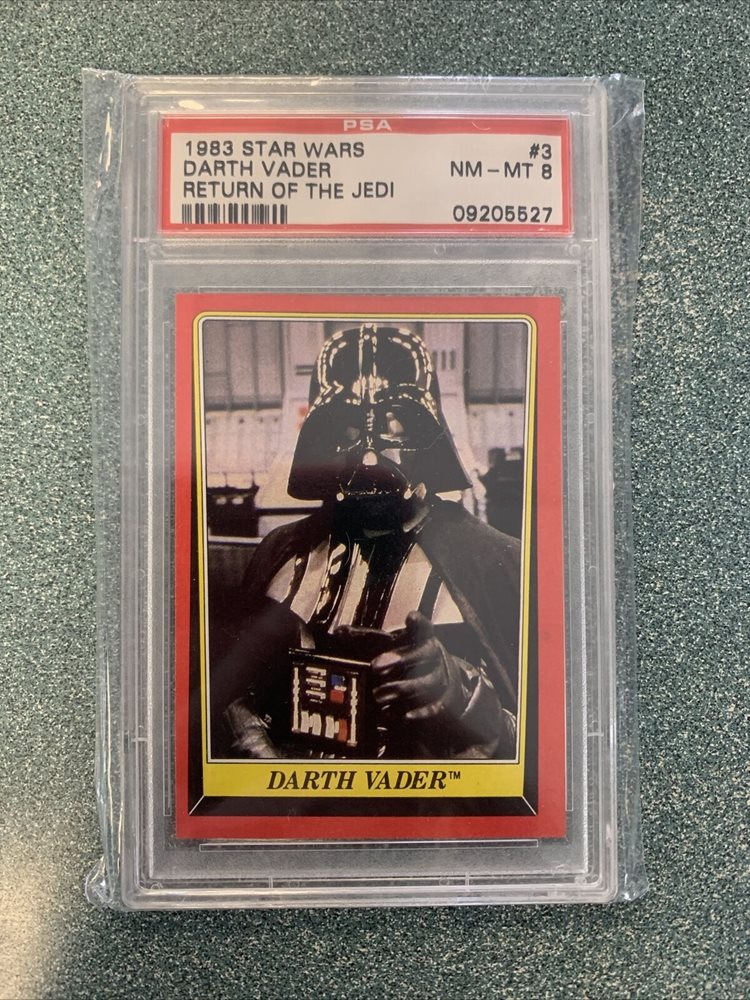 PSA
1983 STAR WARS #3
DARTH VADER NM - MT 8
RETURN OF THE JEDI
09205527
DARTH VADER™